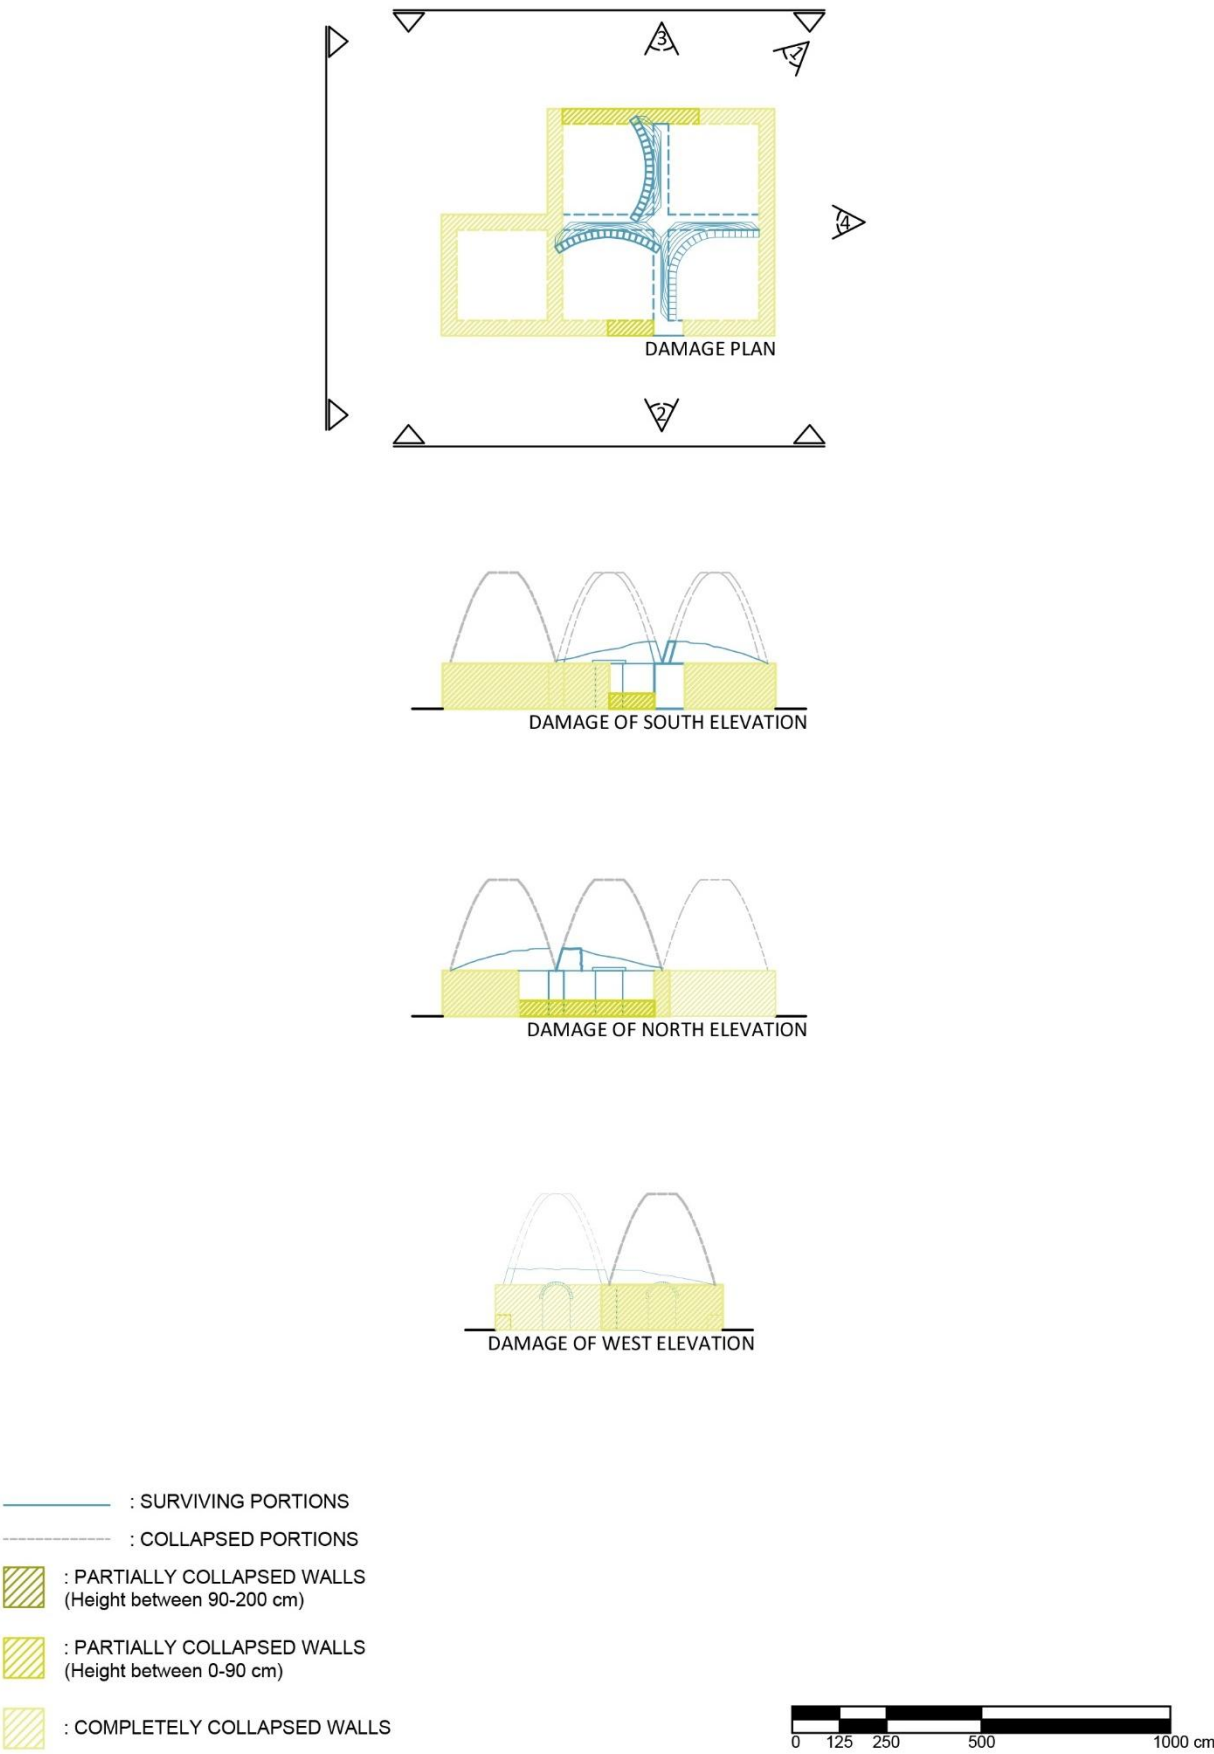 3
1
4
DAMAGE PLAN
2
DAMAGE OF SOUTH ELEVATION
DAMAGE OF NORTH ELEVATION
DAMAGE OF WEST ELEVATION
: SURVIVING PORTIONS
: COLLAPSED PORTIONS
: PARTIALLY COLLAPSED WALLS
(Height between 90-200 cm)
: PARTIALLY COLLAPSED WALLS
(Height between 0-90 cm)
: COMPLETELY COLLAPSED WALLS
0 125 250 500 1000 cm